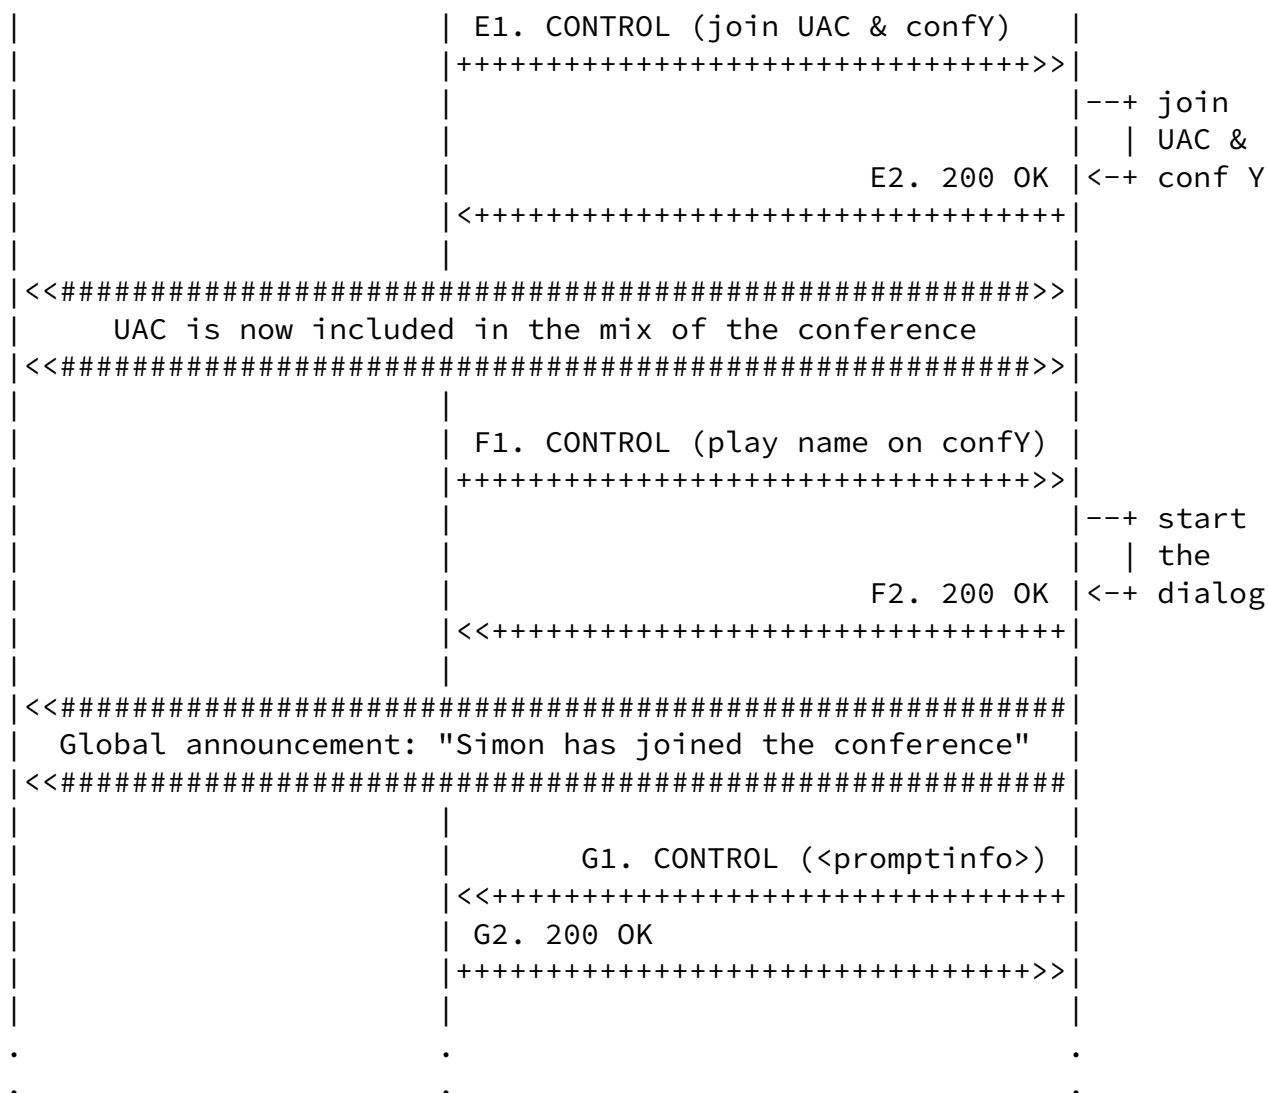 |                       | E1. CONTROL (join UAC & confY)   |
|                       |++++++++++++++++++++++++++++++++>>|
|                       |                                  |--+ join
|                       |                                  |  | UAC &
|                       |                       E2. 200 OK |<-+ conf Y
|                       |<+++++++++++++++++++++++++++++++++|
|                       |                                  |
|<<######################################################>>|
|     UAC is now included in the mix of the conference     |
|<<######################################################>>|
|                       |                                  |
|                       | F1. CONTROL (play name on confY) |
|                       |++++++++++++++++++++++++++++++++>>|
|                       |                                  |--+ start
|                       |                                  |  | the
|                       |                       F2. 200 OK |<-+ dialog
|                       |<<++++++++++++++++++++++++++++++++|
|                       |                                  |
|<<########################################################|
|  Global announcement: "Simon has joined the conference"  |
|<<########################################################|
|                       |                                  |
|                       |       G1. CONTROL (<promptinfo>) |
|                       |<<++++++++++++++++++++++++++++++++|
|                       | G2. 200 OK                       |
|                       |++++++++++++++++++++++++++++++++>>|
|                       |                                  |
.                       .                                  .
.                       .                                  .